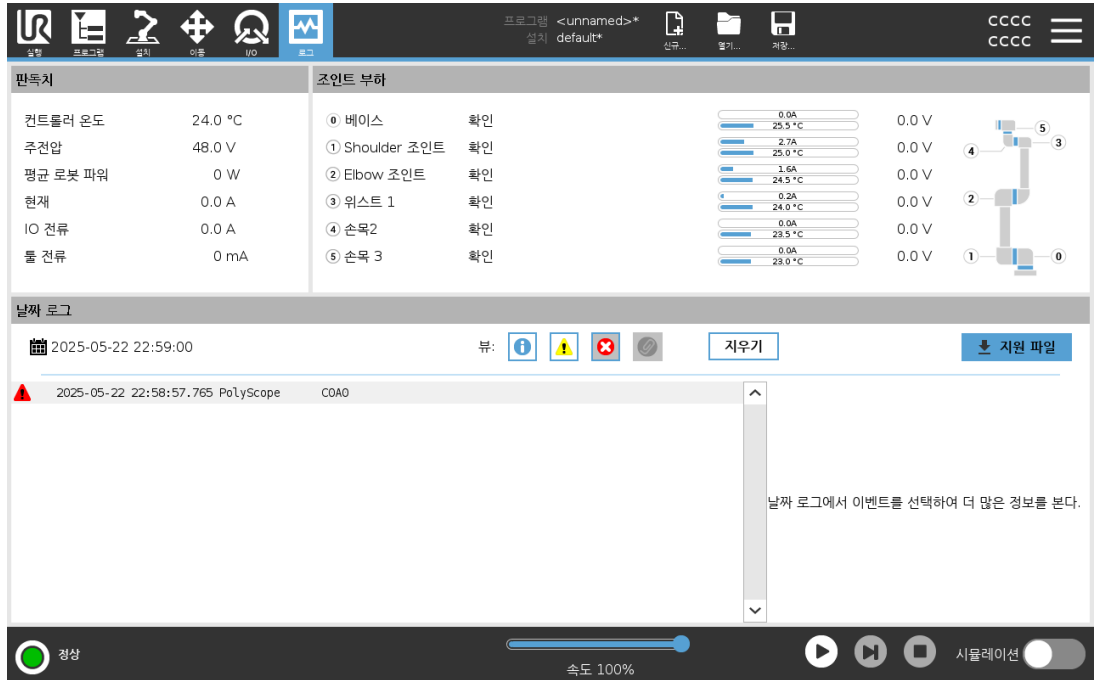 프로그램 <unnamed>*
설치 default*
cccc
cccc
실행 프로그램 설치 이동 I/O 로그 신규... 열기... 저장...
판독치
조인트 부하
컨트롤러 온도 24.0 °C
주전압 48.0 V
평균 로봇 파워 0 W
현재 0.0 A
IO 전류 0.0 A
툴 전류 0 mA
0 베이스 확인 0.0A 25.5 °C 0.0 V
1 Shoulder 조인트 확인 2.7A 25.0 °C 0.0 V
2 Elbow 조인트 확인 1.6A 24.5 °C 0.0 V
3 위스트 1 확인 0.2A 24.0 °C 0.0 V
4 손목2 확인 0.0A 23.5 °C 0.0 V
5 손목 3 확인 0.0A 23.0 °C 0.0 V
5
4 3
2
1 0
날짜 로그
2025-05-22 22:59:00 뷰: 지우기 지원 파일
2025-05-22 22:58:57.765 PolyScope C0A0
날짜 로그에서 이벤트를 선택하여 더 많은 정보를 본다.
정상 속도 100% 시뮬레이션